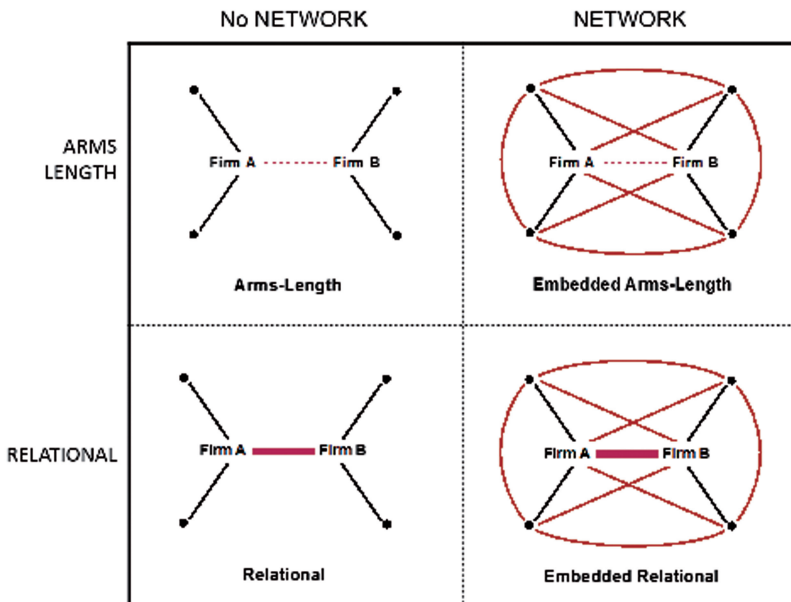 No NETWORK
NETWORK
ARMS
LENGTH
Firm A
Firm B
Arms-Length
Firm A
Firm B
Embedded Arms-Length
RELATIONAL
Firm A
Firm B
Relational
Firm A
Firm B
Embedded Relational